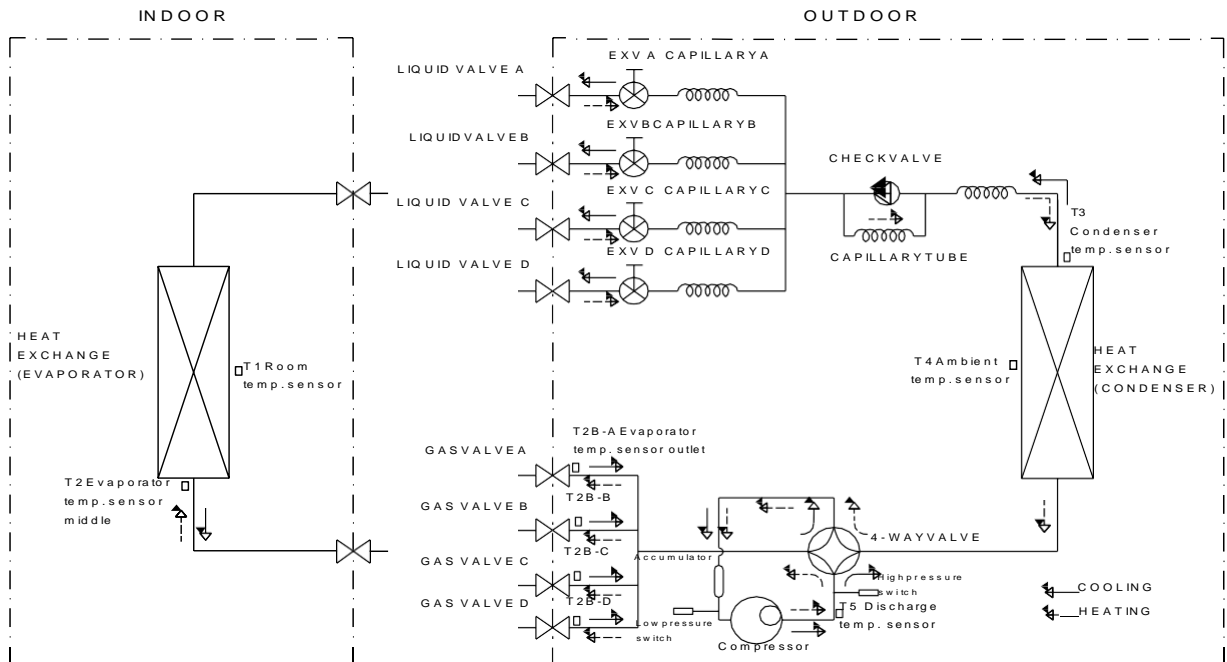 INDOOR
OUTDOOR
EXV A CAPILLARYA
LIQUID VALVE A
EXVBCAPILLARYB
LIQUIDVALVEB
CHECKVALVE
EXV C CAPILLARYC
LIQUID VALVE C
T3
Condenser
temp.sensor
EXV D CAPILLARYD
CAPILLARYTUBE
LIQUID VALVE D
HEAT
EXCHANGE
(EVAPORATOR)
T1Room
temp.sensor
T4Ambient
temp.sensor
HEAT
EXCHANGE
(CONDENSER)
T2B-A Evaporator
temp.sensor outlet
GASVALVEA
T2Evaporator
temp.sensor
middle
T2B-B
GAS VALVE B
4-WAYVALVE
T2B-C
Accumulator
GAS VALVE C
Highpressure
switch
COOLING
T2B-D
GAS VALVE D
T5 Discharge
temp.sensor
HEATING
Lowpressure
switch
Compressor